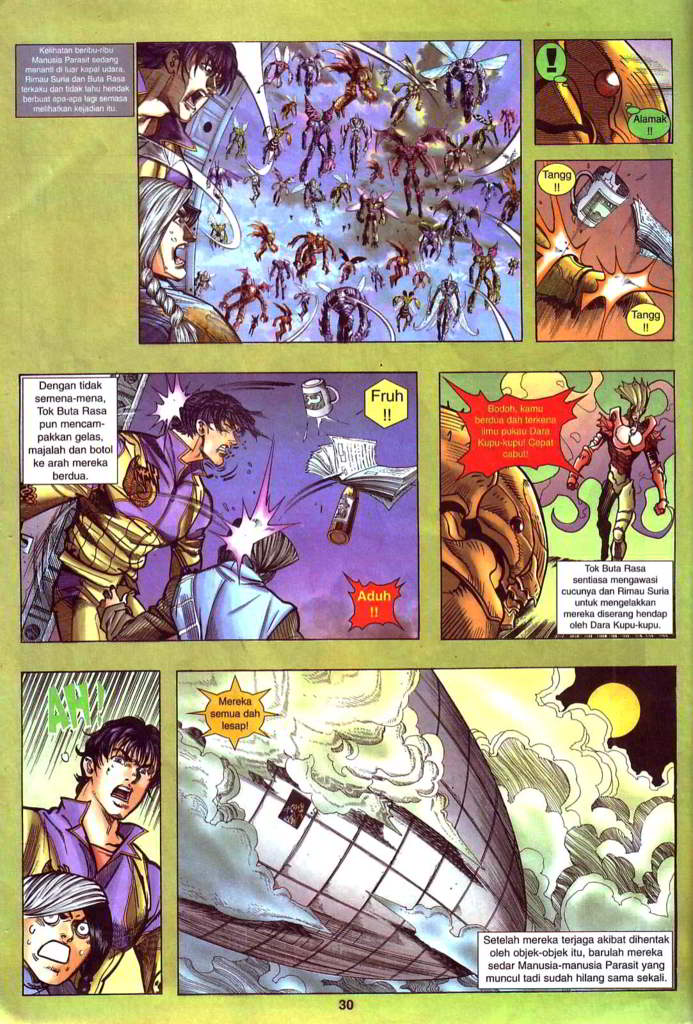 Kelihatan beribu-ribu
Manusia Parasit sedang
menanti di luar kapal udara,
Rimau Suria dan Buta Rasa
terkaku dan tidak tahu hendak
berbuat apa-apa lagi semasa
melihatkan kejadian itu.
!
Alamak
!!
Tangg
!!
Tangg
!!
Dengan tidak
semena-mena,
Tok Buta Rasa
pun mencam-
pakkan gelas,
majalah dan botol
ke arah mereka
berdua.
Fruh
!!
Aduh
!!
Bodoh, kamu
berdua dah terkena
ilmu pukau Dara
Kupu-kupu! Cepat
cabut!
Tok Buta Rasa
sentiasa mengawasi
cucunya dan Rimau Suria
untuk mengelakkan
mereka diserang hendap
oleh Dara Kupu-kupu.
AH!
Mereka
semua dah
lesap!
Setelah mereka terjaga akibat dihentak
oleh objek-objek itu, barulah mereka
sedar Manusia-manusia Parasit yang
muncul tadi sudah hilang sama sekali.
30